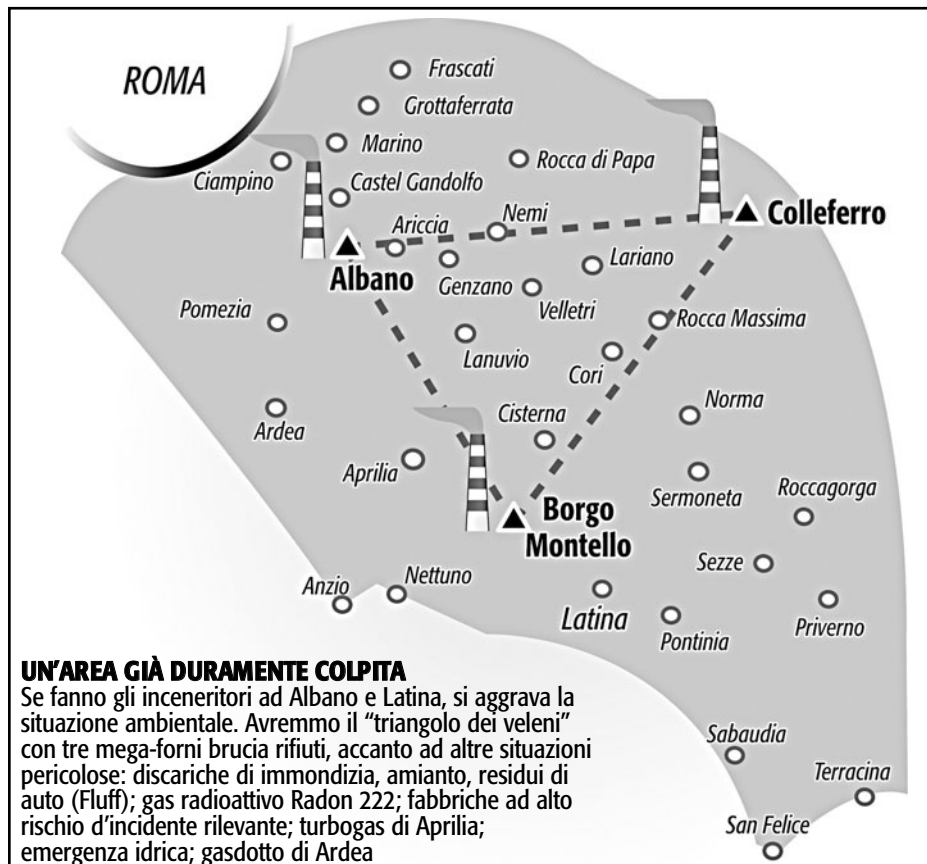 ROMA
Frascati
Grottaferrata
Marino
Rocca di Papa
Ciampino
Castel Gandolfo
Colleferro
Ariccia
Nemi
Albano
Lariano
Genzano
Velletri
Pomezia
Rocca Massima
Lanuvio
Cori
Ardea
Cisterna
Norma
Aprilia
Sermoneta
Roccagorga
Borgo
Montello
Sezze
Anzio
Nettuno
Latina
Pontinia
Priverno
UN'AREA GIÀ DURAMENTE COLPITA
Se fanno gli inceneritori ad Albano e Latina, si aggrava la
situazione ambientale. Avremmo il “triangolo dei veleni”
con tre mega-forni brucia rifiuti, accanto ad altre situazioni
pericolose: discariche di immondizia, amianto, residui di
auto (Fluff); gas radioattivo Radon 222; fabbriche ad alto
rischio d'incidente rilevante; turbogas di Aprilia;
emergenza idrica; gasdotto di Ardea
Sabaudia
Terracina
San Felice